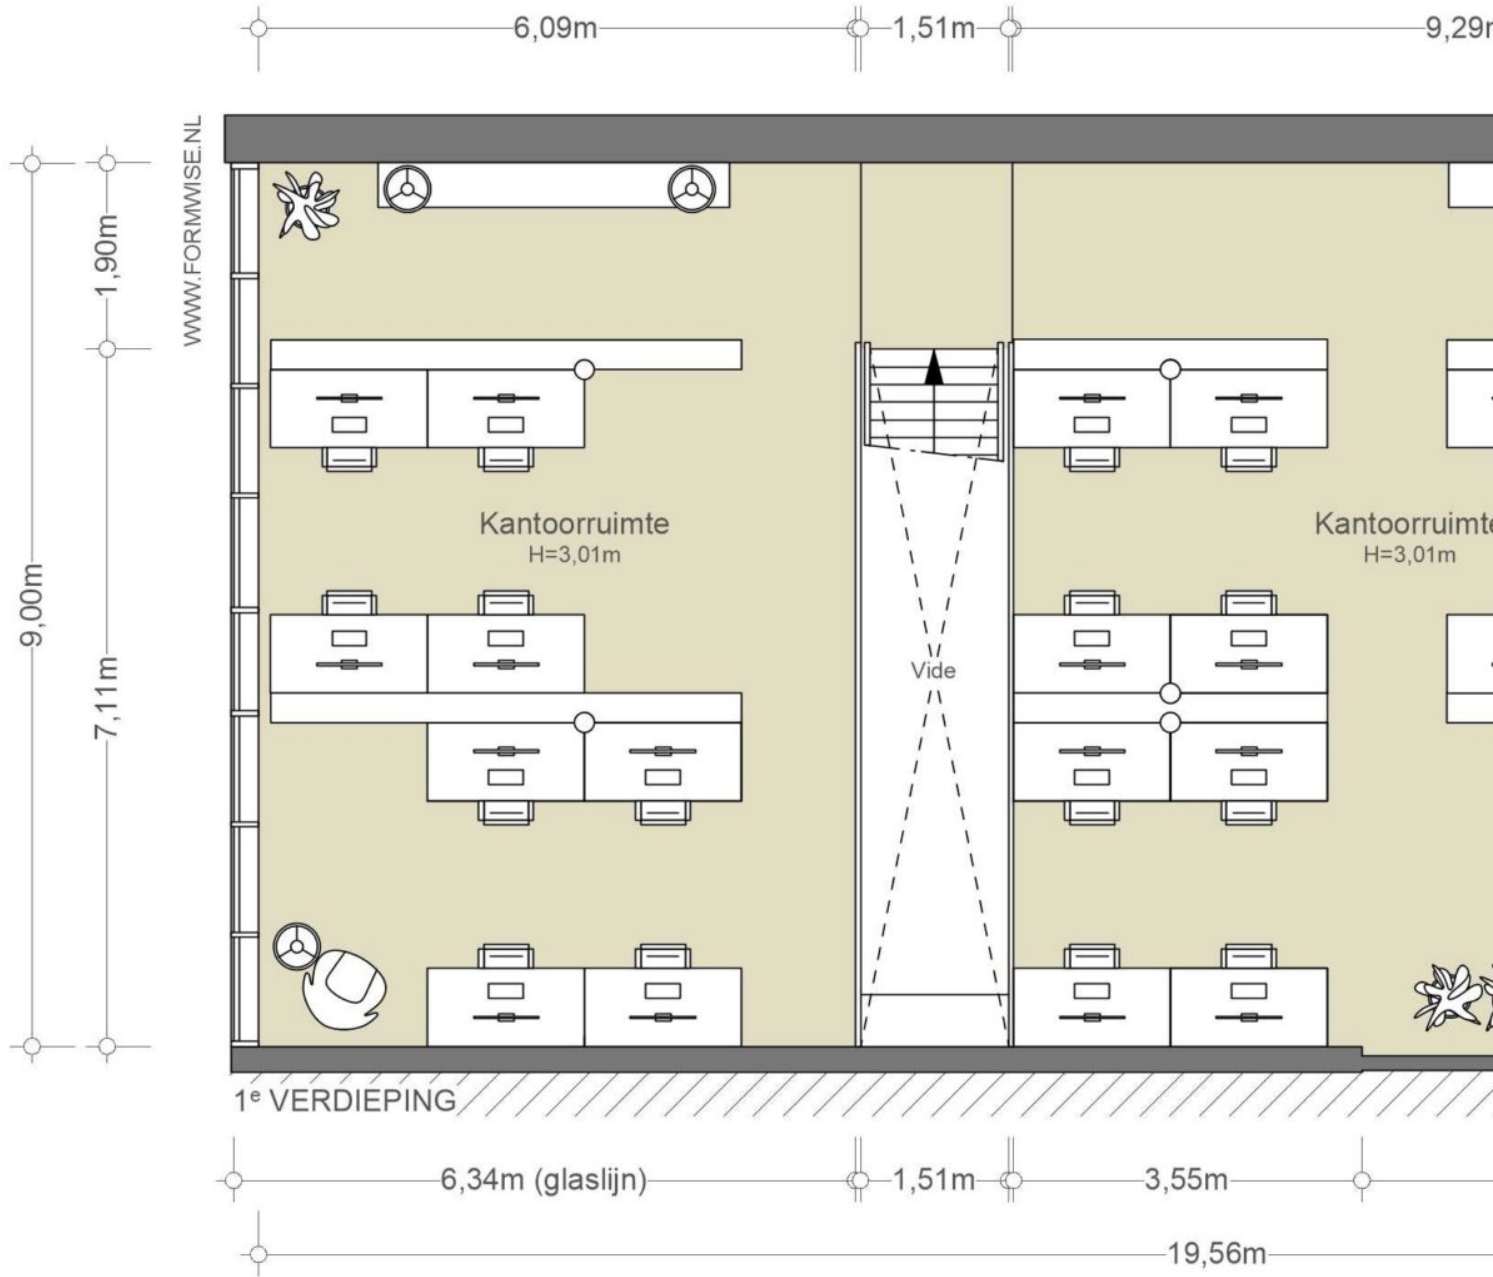 6,09m
1,51m
9,29m
WWW.FORMWISE.NL
1,90m
9,00m
7,11m
Kantoorruimte
H=3,01m
Kantoorruimte
H=3,01m
Vide
1e VERDIEPING
6,34m (glaslijn)
1,51m
3,55m
19,56m